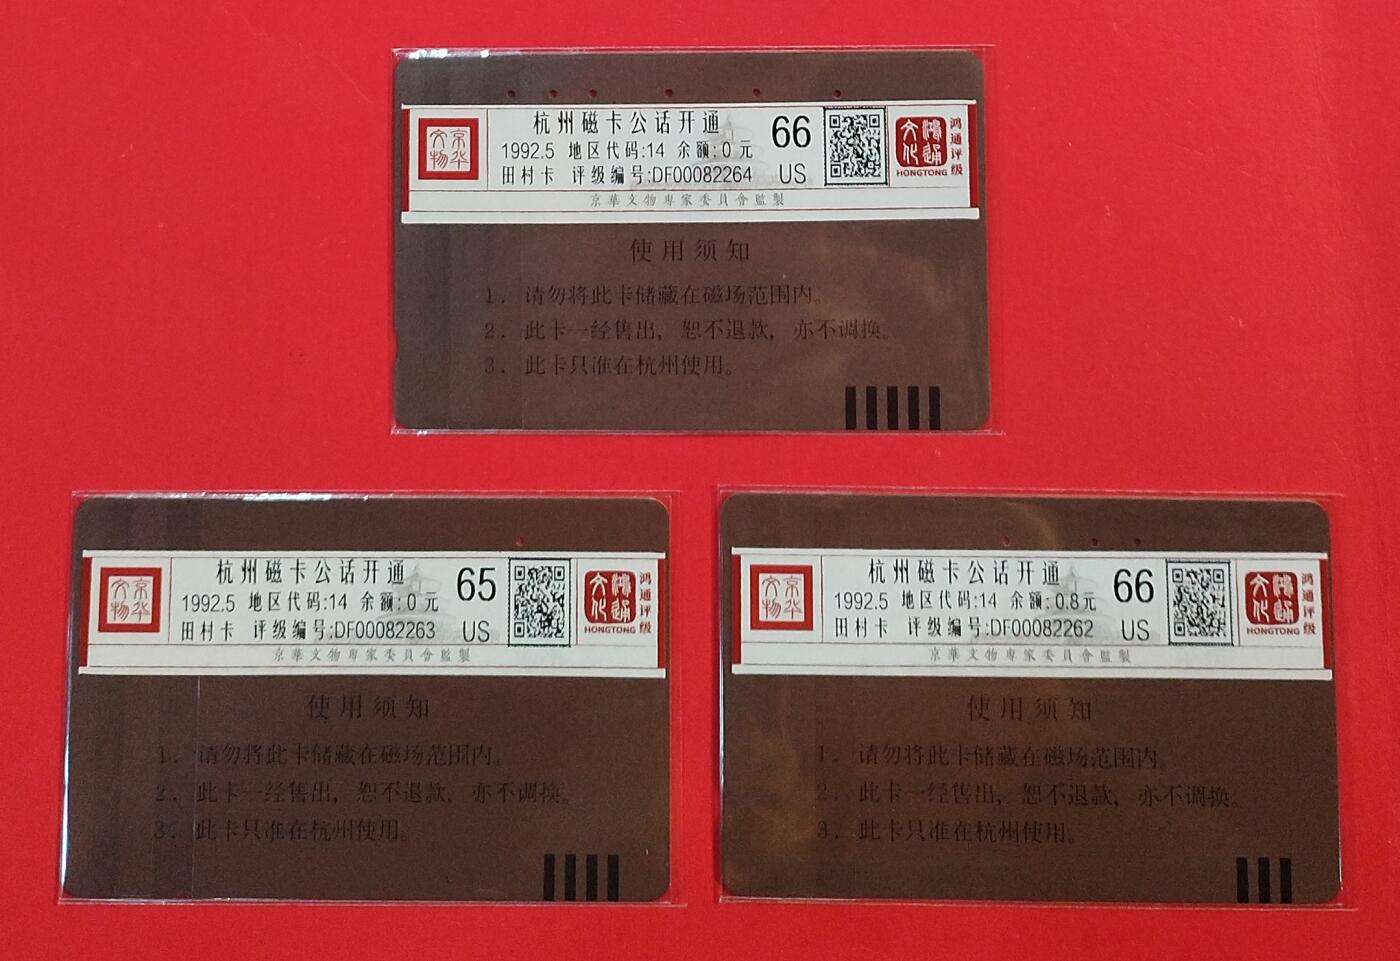 京华文物
杭州磁卡公话开通
66
1992.5 地区代码:14 余额:0 元
田村卡 评级编号:DF00082264
US
京華文物專家委員會監製
鸿通文化
HONGTONG
鸿通评级
使用须知
1. 请勿将此卡储藏在磁场范围内。
2. 此卡一经售出,恕不退款,亦不调换。
3. 此卡只准在杭州使用。
京华文物
杭州磁卡公话开通
65
1992.5 地区代码:14 余额:0 元
田村卡 评级编号:DF00082263
US
京華文物專家委員會監製
鸿通文化
HONGTONG
鸿通评级
使用须知
1. 请勿将此卡储藏在磁场范围内。
2. 此卡一经售出,恕不退款,亦不调换。
3. 此卡只准在杭州使用。
京华文物
杭州磁卡公话开通
66
1992.5 地区代码:14 余额:0.8元
田村卡 评级编号:DF00082262
US
京華文物專家委員會監製
鸿通文化
HONGTONG
鸿通评级
使用须知
1. 请勿将此卡储藏在磁场范围内。
2. 此卡一经售出,恕不退款,亦不调换。
3. 此卡只准在杭州使用。